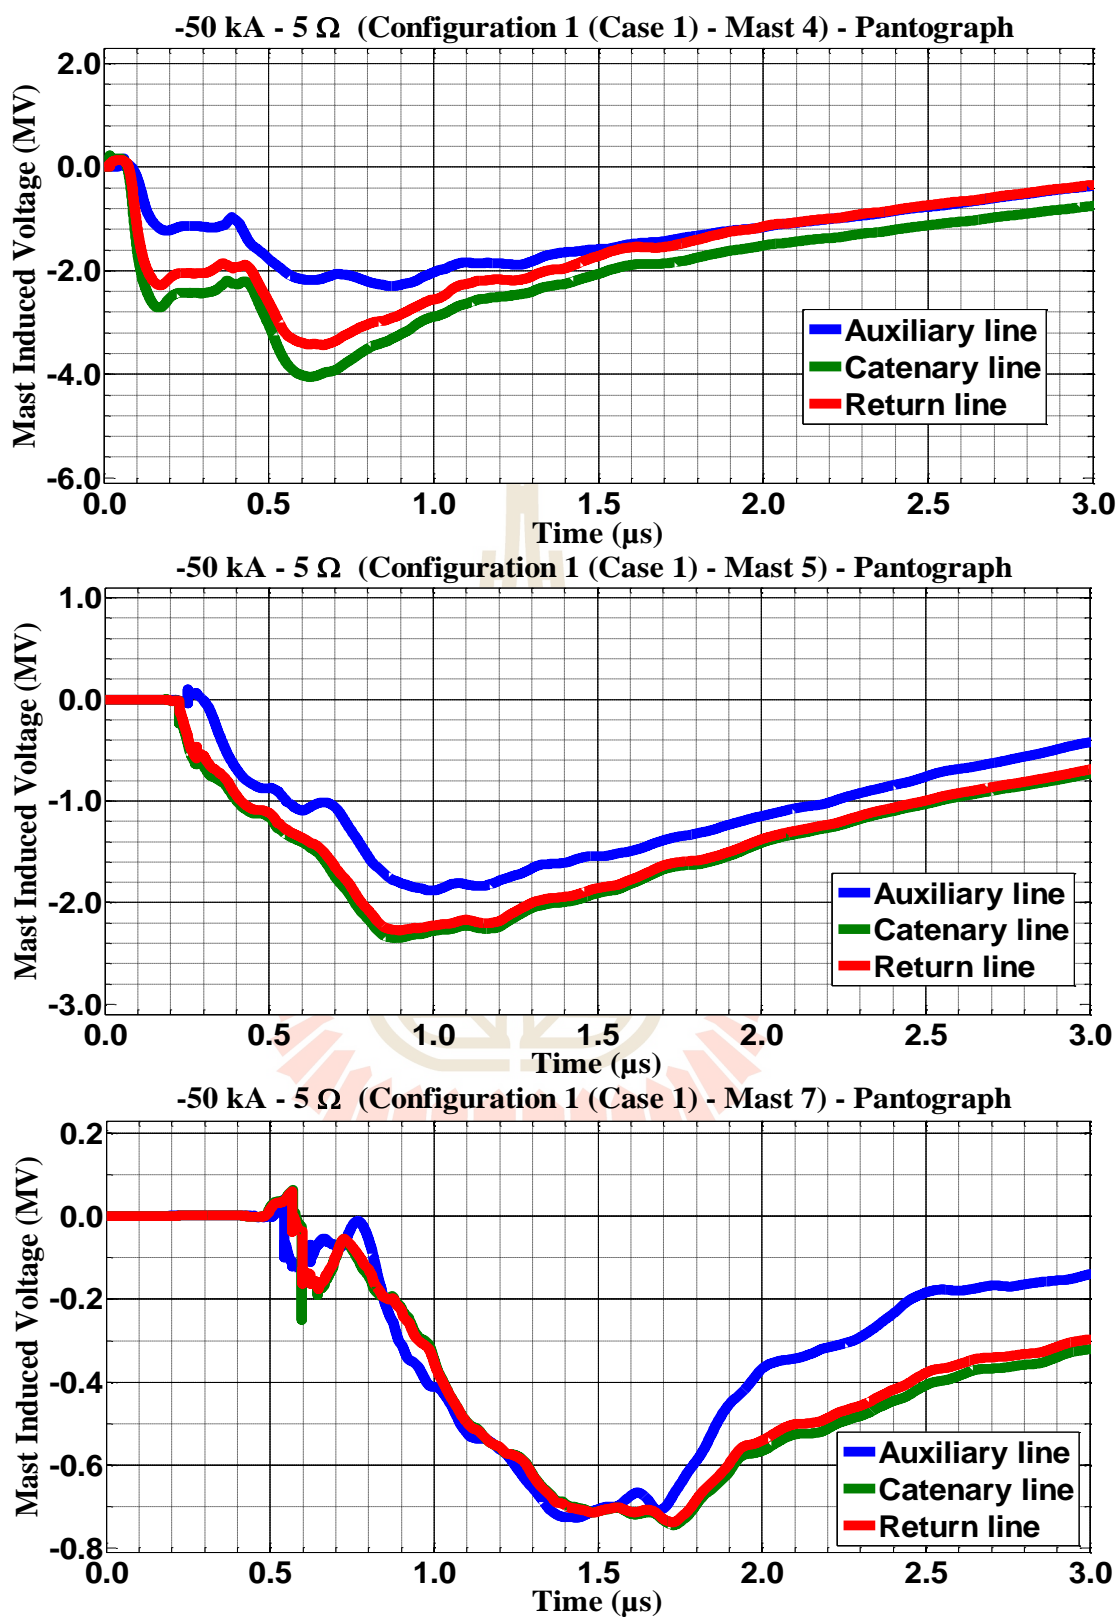 -50 kA - 5 Ω (Configuration 1 (Case 1) - Mast 4) - Pantograph
Mast Induced Voltage (MV)
2.0
0.0
-2.0
-4.0
-6.0
Auxiliary line
Catenary line
Return line
0.0 0.5 1.0 1.5 2.0 2.5 3.0
Time (µs)
-50 kA - 5 Ω (Configuration 1 (Case 1) - Mast 5) - Pantograph
Mast Induced Voltage (MV)
1.0
0.0
-1.0
-2.0
-3.0
Auxiliary line
Catenary line
Return line
0.0 0.5 1.0 1.5 2.0 2.5 3.0
Time (µs)
-50 kA - 5 Ω (Configuration 1 (Case 1) - Mast 7) - Pantograph
Mast Induced Voltage (MV)
0.2
0.0
-0.2
-0.4
-0.6
-0.8
Auxiliary line
Catenary line
Return line
0.0 0.5 1.0 1.5 2.0 2.5 3.0
Time (µs)